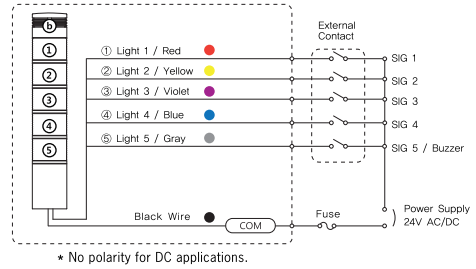 b
External
Contact
1
① Light 1 / Red
SIG 1
2
② Light 2 / Yellow
SIG 2
3
③ Light 3 / Violet
SIG 3
4
④ Light 4 / Blue
SIG 4
5
⑤ Light 5 / Gray
SIG 5 / Buzzer
Black Wire
COM
Fuse
Power Supply
24V AC/DC
* No polarity for DC applications.